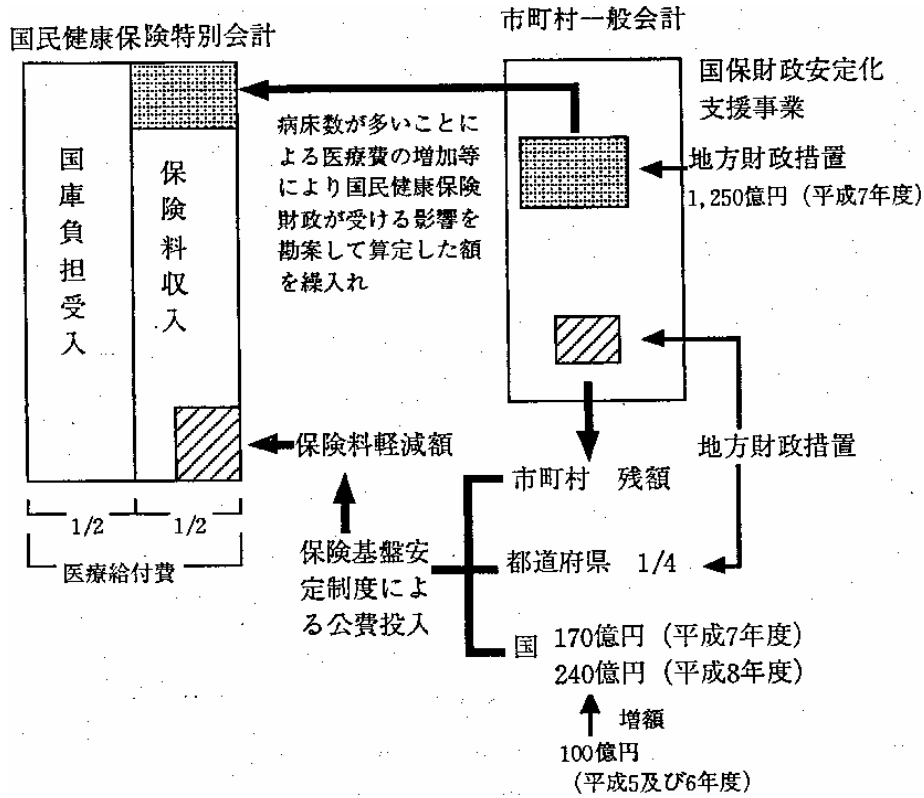 国民健康保険特別会計
国庫負担受入
保険料収入
1/2
1/2
医療給付費
病床数が多いことに
よる医療費の増加等
により国民健康保険
財政が受ける影響を
勘案して算定した額
を繰入れ
市町村一般会計
国保財政安定化
支援事業
地方財政措置
1,250億円（平成7年度）
地方財政措置
保険料軽減額
保険基盤安
定制度によ
る公費投入
市町村　残額
都道府県　1/4
国　170億円（平成7年度）
240億円（平成8年度）
増額
100億円
（平成5及び6年度）